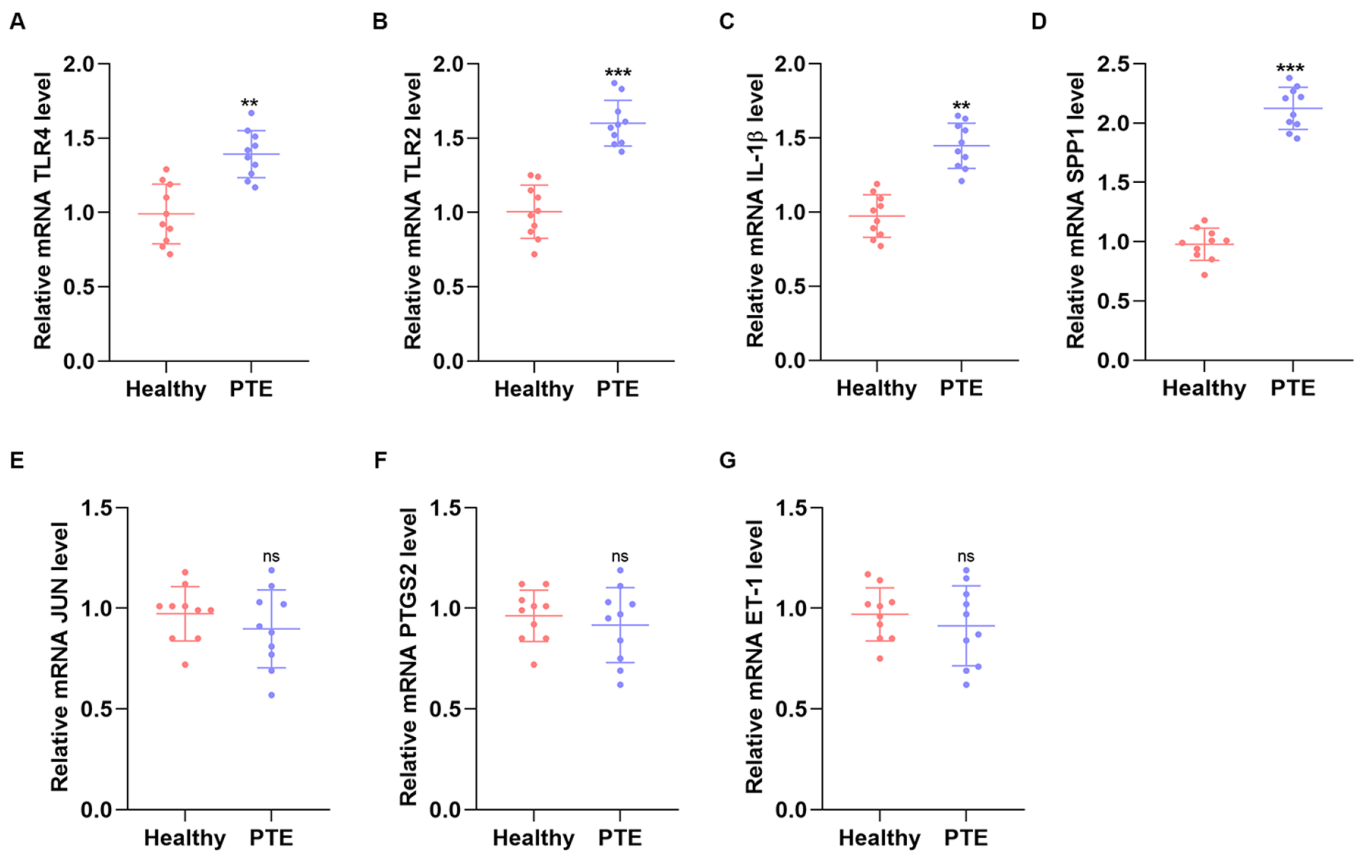 A
Relative mRNA TLR4 level
2.0
1.5
1.0
0.5
0.0
**
Healthy PTE
B
Relative mRNA TLR2 level
2.0
1.5
1.0
0.5
0.0
***
Healthy PTE
C
Relative mRNA IL-1β level
2.0
1.5
1.0
0.5
0.0
**
Healthy PTE
D
Relative mRNA SPP1 level
2.5
2.0
1.5
1.0
0.5
0.0
***
Healthy PTE
E
Relative mRNA JUN level
1.5
1.0
0.5
0.0
ns
Healthy PTE
F
Relative mRNA PTGS2 level
1.5
1.0
0.5
0.0
ns
Healthy PTE
G
Relative mRNA ET-1 level
1.5
1.0
0.5
0.0
ns
Healthy PTE